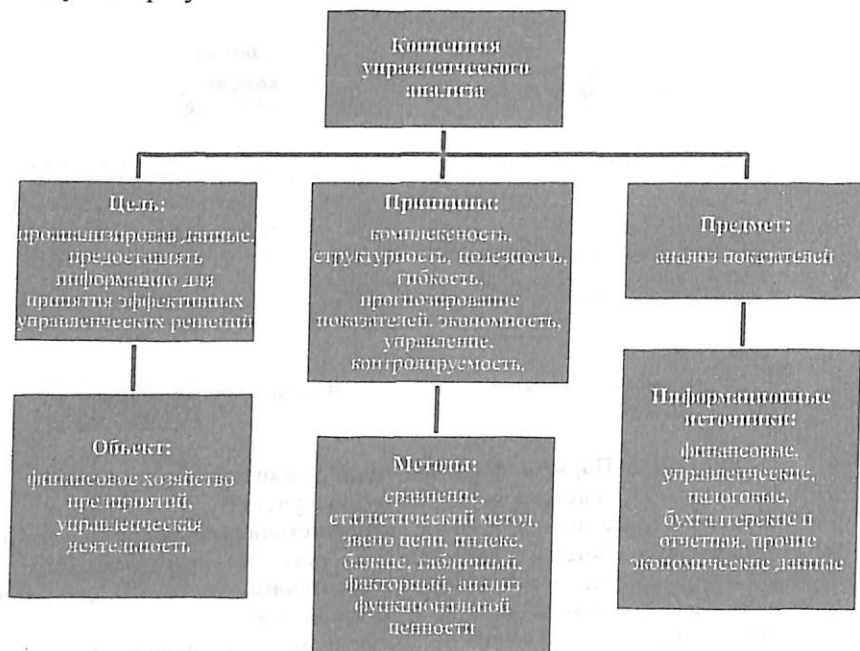 Концепция
управленческого
анализа
Цель:
проанализировав данные,
предоставлять
информацию для
принятия эффективных
управленческих решений
Принципы:
комплексность,
структурность, полезность,
гибкость,
прогнозирование
показателей, экономность,
управление,
контролируемость,
Предмет:
анализ показателей
Объект:
финансовое хозяйство
предприятий,
управленческая
деятельность
Методы:
сравнение,
статистический метод,
звено цепи, индекс,
баланс, табличный,
факторный, анализ
функциональной
ценности
Информационные
источники:
финансовые,
управленческие,
налоговые,
бухгалтерские и
отчетная, прочие
экономические данные